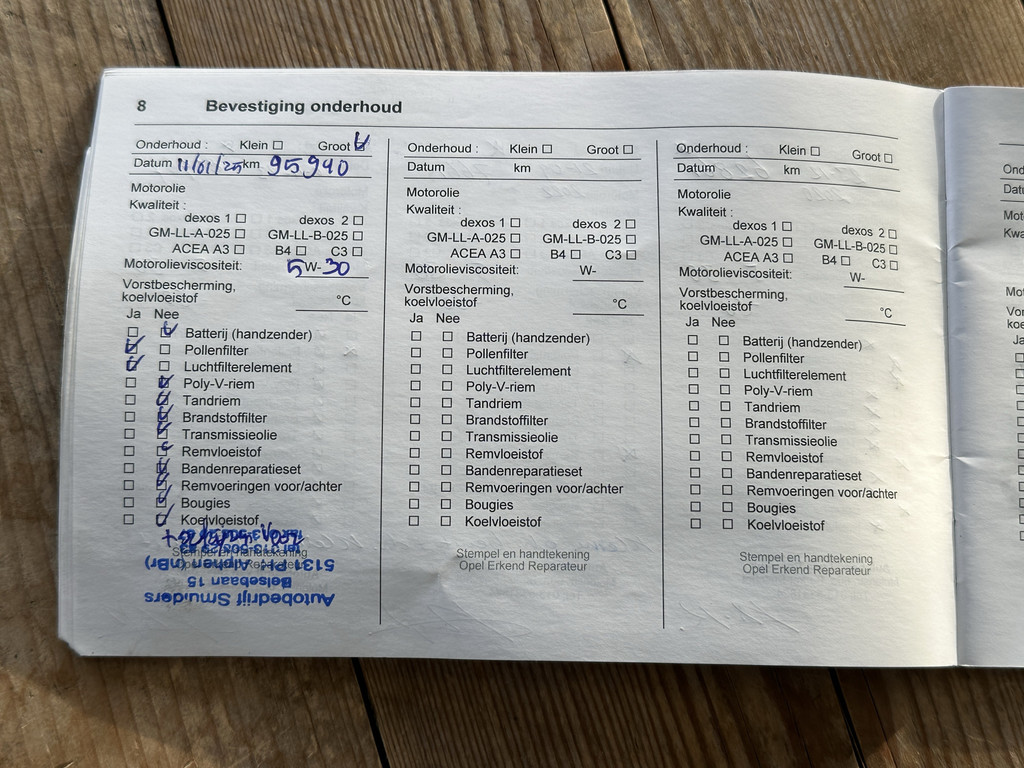 8 Bevestiging onderhoud
Onderhoud : Klein ☐ Groot ☑
Datum 11/01/25 km 95940
Motorolie
Kwaliteit :
dexos 1 ☐ dexos 2 ☐
GM-LL-A-025 ☐ GM-LL-B-025 ☐
ACEA A3 ☐ B4 ☐ C3 ☐
Motorolieviscositeit: 5W-30
Vorstbescherming,
koelvloeistof °C
Ja Nee
☐ ☑ Batterij (handzender)
☑ ☐ Pollenfilter
☑ ☐ Luchtfilterelement
☐ ☑ Poly-V-riem
☐ ☑ Tandriem
☐ ☑ Brandstoffilter
☐ ☑ Transmissieolie
☐ ☑ Remvloeistof
☐ ☑ Bandenreparatieset
☐ ☑ Remvoeringen voor/achter
☐ ☑ Bougies
☐ ☑ Koelvloeistof
Stempel en handtekening
Opel Erkend Reparateur
Autobedrijf Smulders
Belsebaan 15
5131 PH Alphen (nBr)
Onderhoud : Klein ☐ Groot ☐
Datum km
Motorolie
Kwaliteit :
dexos 1 ☐ dexos 2 ☐
GM-LL-A-025 ☐ GM-LL-B-025 ☐
ACEA A3 ☐ B4 ☐ C3 ☐
Motorolieviscositeit: W-
Vorstbescherming,
koelvloeistof °C
Ja Nee
☐ ☐ Batterij (handzender)
☐ ☐ Pollenfilter
☐ ☐ Luchtfilterelement
☐ ☐ Poly-V-riem
☐ ☐ Tandriem
☐ ☐ Brandstoffilter
☐ ☐ Transmissieolie
☐ ☐ Remvloeistof
☐ ☐ Bandenreparatieset
☐ ☐ Remvoeringen voor/achter
☐ ☐ Bougies
☐ ☐ Koelvloeistof
Stempel en handtekening
Opel Erkend Reparateur
Onderhoud : Klein ☐ Groot ☐
Datum km
Motorolie
Kwaliteit :
dexos 1 ☐ dexos 2 ☐
GM-LL-A-025 ☐ GM-LL-B-025 ☐
ACEA A3 ☐ B4 ☐ C3 ☐
Motorolieviscositeit: W-
Vorstbescherming,
koelvloeistof °C
Ja Nee
☐ ☐ Batterij (handzender)
☐ ☐ Pollenfilter
☐ ☐ Luchtfilterelement
☐ ☐ Poly-V-riem
☐ ☐ Tandriem
☐ ☐ Brandstoffilter
☐ ☐ Transmissieolie
☐ ☐ Remvloeistof
☐ ☐ Bandenreparatieset
☐ ☐ Remvoeringen voor/achter
☐ ☐ Bougies
☐ ☐ Koelvloeistof
Stempel en handtekening
Opel Erkend Reparateur